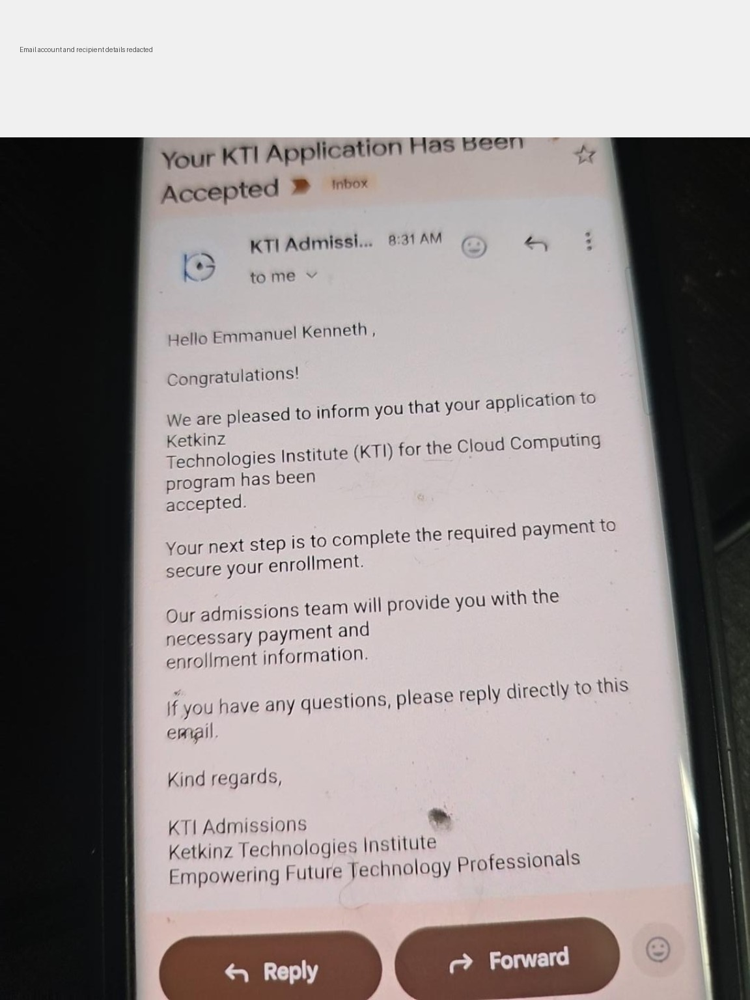 Email account and recipient details redacted
Your KTI Application Has Been
Accepted Inbox
KTI Admissi... 8:31 AM
to me
Hello Emmanuel Kenneth ,
Congratulations!
We are pleased to inform you that your application to
Ketkinz
Technologies Institute (KTI) for the Cloud Computing
program has been
accepted.
Your next step is to complete the required payment to
secure your enrollment.
Our admissions team will provide you with the
necessary payment and
enrollment information.
If you have any questions, please reply directly to this
email.
Kind regards,
KTI Admissions
Ketkinz Technologies Institute
Empowering Future Technology Professionals
Reply Forward